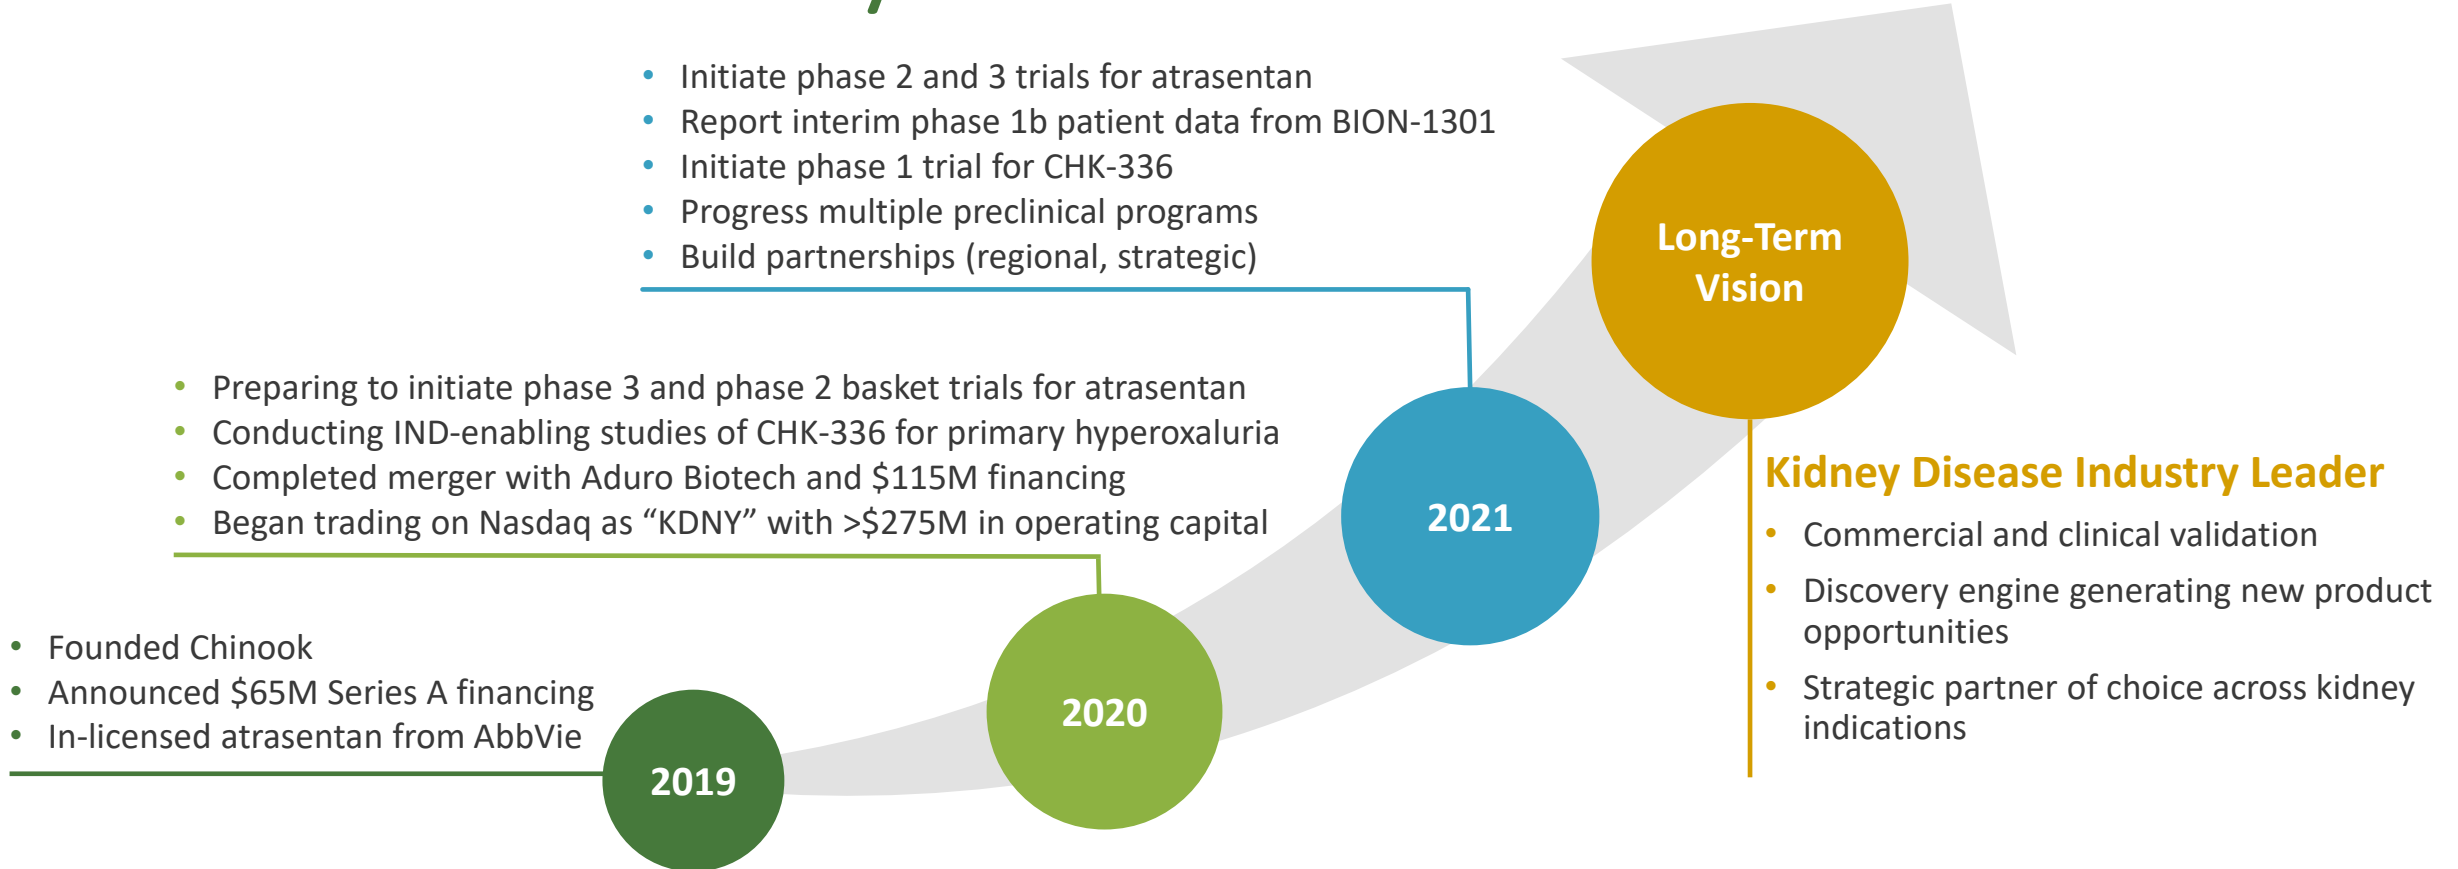 • Initiate phase 2 and 3 trials for atrasentan
• Report interim phase 1b patient data from BION-1301
• Initiate phase 1 trial for CHK-336
• Progress multiple preclinical programs
• Build partnerships (regional, strategic)
Long-Term
Vision
• Preparing to initiate phase 3 and phase 2 basket trials for atrasentan
• Conducting IND-enabling studies of CHK-336 for primary hyperoxaluria
• Completed merger with Aduro Biotech and $115M financing
• Began trading on Nasdaq as “KDNY” with >$275M in operating capital
2021
Kidney Disease Industry Leader
• Commercial and clinical validation
• Discovery engine generating new product
opportunities
• Strategic partner of choice across kidney
indications
• Founded Chinook
• Announced $65M Series A financing
• In-licensed atrasentan from AbbVie
2019
2020